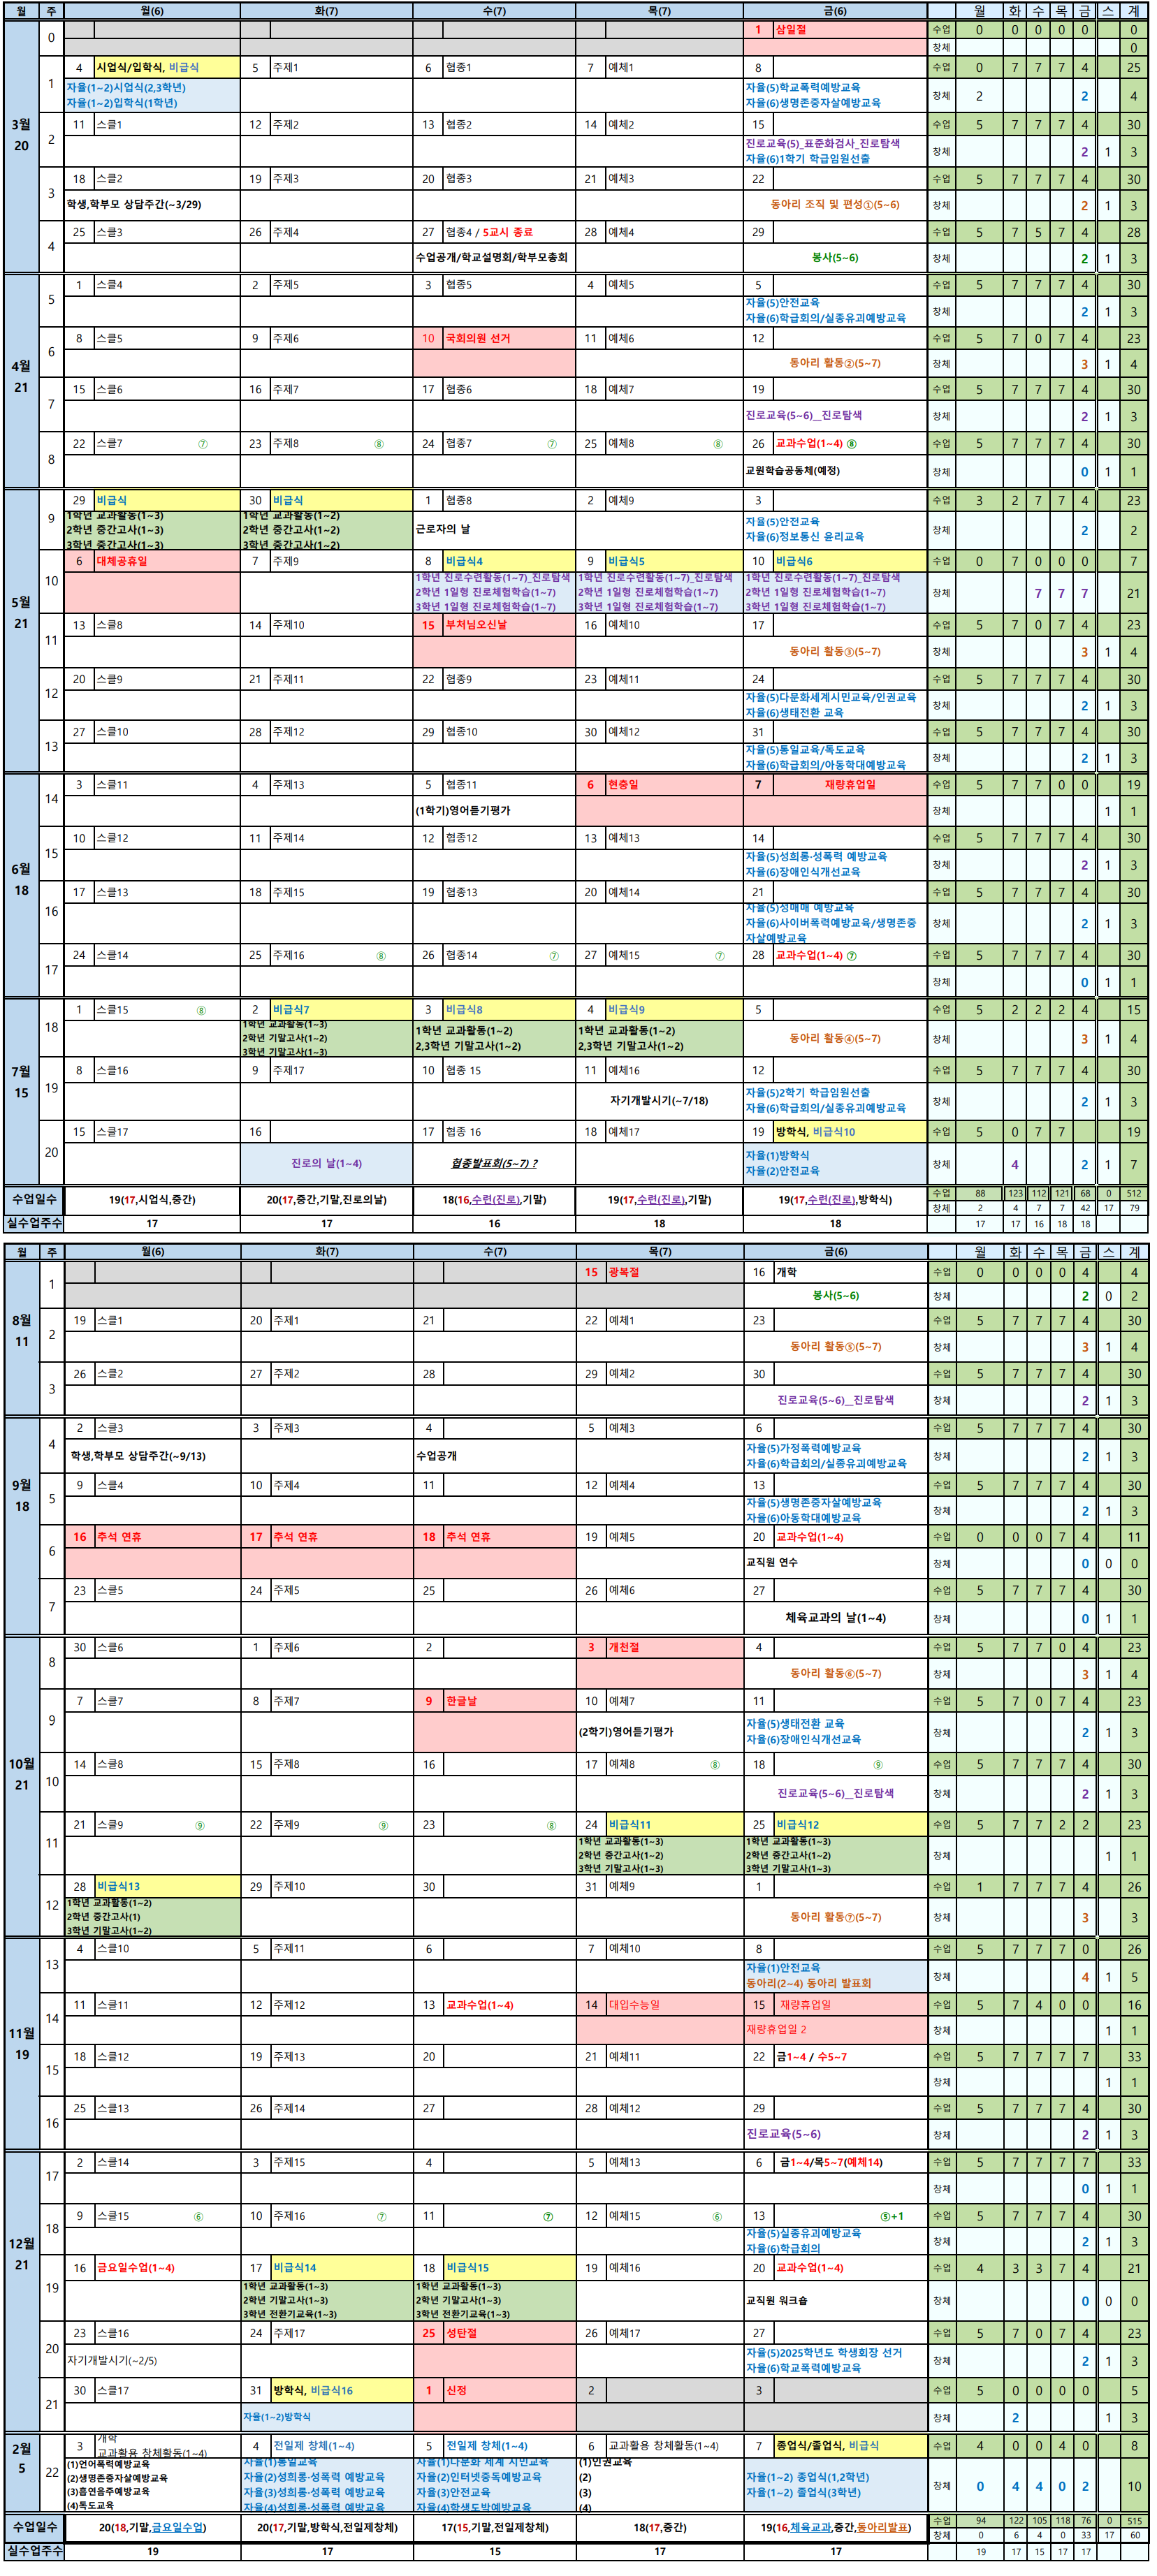 월 주 월(6) 화(7) 수(7) 목(7) 금(6) 월 화 수 목 금 스 계
3월
20
0 1 삼일절 수업 0 0 0 0 0 0
창체 0
1 4 시업식/입학식, 비급식 5 주제1 6 협종1 7 예체1 8 수업 0 7 7 7 4 25
자율(1~2)시업식(2,3학년)
자율(1~2)입학식(1학년)
자율(5)학교폭력예방교육
자율(6)생명존중자살예방교육
창체 2 2 4
2 11 스클1 12 주제2 13 협종2 14 예체2 15 수업 5 7 7 7 4 30
진로교육(5)_표준화검사_진로탐색
자율(6)1학기 학급임원선출
창체 2 1 3
3 18 스클2 19 주제3 20 협종3 21 예체3 22 수업 5 7 7 7 4 30
학생,학부모 상담주간(~3/29) 동아리 조직 및 편성①(5~6) 창체 2 1 3
4 25 스클3 26 주제4 27 협종4 / 5교시 종료 28 예체4 29 수업 5 7 5 7 4 28
수업공개/학교설명회/학부모총회 봉사(5~6) 창체 2 1 3
4월
21
5 1 스클4 2 주제5 3 협종5 4 예체5 5 수업 5 7 7 7 4 30
자율(5)안전교육
자율(6)학급회의/실종유괴예방교육
창체 2 1 3
6 8 스클5 9 주제6 10 국회의원 선거 11 예체6 12 수업 5 7 0 7 4 23
동아리 활동②(5~7) 창체 3 1 4
7 15 스클6 16 주제7 17 협종6 18 예체7 19 수업 5 7 7 7 4 30
진로교육(5~6)__진로탐색 창체 2 1 3
8 22 스클7 ⑦ 23 주제8 ⑧ 24 협종7 ⑦ 25 예체8 ⑧ 26 교과수업(1~4) ⑧ 수업 5 7 7 7 4 30
교원학습공동체(예정) 창체 0 1 1
5월
21
9 29 비급식 30 비급식 1 협종8 2 예체9 3 수업 3 2 7 7 4 23
1학년 교과활동(1~3)
2학년 중간고사(1~3)
3학년 중간고사(1~3)
1학년 교과활동(1~2)
2학년 중간고사(1~2)
3학년 중간고사(1~2)
근로자의 날
자율(5)안전교육
자율(6)정보통신 윤리교육
창체 2 2
10 6 대체공휴일 7 주제9 8 비급식4 9 비급식5 10 비급식6 수업 0 7 0 0 0 7
1학년 진로수련활동(1~7)_진로탐색
2학년 1일형 진로체험학습(1~7)
3학년 1일형 진로체험학습(1~7)
1학년 진로수련활동(1~7)_진로탐색
2학년 1일형 진로체험학습(1~7)
3학년 1일형 진로체험학습(1~7)
1학년 진로수련활동(1~7)_진로탐색
2학년 1일형 진로체험학습(1~7)
3학년 1일형 진로체험학습(1~7)
창체 7 7 7 21
11 13 스클8 14 주제10 15 부처님오신날 16 예체10 17 수업 5 7 0 7 4 23
동아리 활동③(5~7) 창체 3 1 4
12 20 스클9 21 주제11 22 협종9 23 예체11 24 수업 5 7 7 7 4 30
자율(5)다문화세계시민교육/인권교육
자율(6)생태전환 교육
창체 2 1 3
13 27 스클10 28 주제12 29 협종10 30 예체12 31 수업 5 7 7 7 4 30
자율(5)통일교육/독도교육
자율(6)학급회의/아동학대예방교육
창체 2 1 3
6월
18
14 3 스클11 4 주제13 5 협종11 6 현충일 7 재량휴업일 수업 5 7 7 0 0 19
(1학기)영어듣기평가 창체 1 1
15 10 스클12 11 주제14 12 협종12 13 예체13 14 수업 5 7 7 7 4 30
자율(5)성희롱·성폭력 예방교육
자율(6)장애인식개선교육
창체 2 1 3
16 17 스클13 18 주제15 19 협종13 20 예체14 21 수업 5 7 7 7 4 30
자율(5)성매매 예방교육
자율(6)사이버폭력예방교육/생명존중
자살예방교육
창체 2 1 3
17 24 스클14 25 주제16 ⑧ 26 협종14 ⑦ 27 예체15 ⑦ 28 교과수업(1~4) ⑦ 수업 5 7 7 7 4 30
창체 0 1 1
7월
15
18 1 스클15 ⑧ 2 비급식7 3 비급식8 4 비급식9 5 수업 5 2 2 2 4 15
1학년 교과활동(1~3)
2학년 기말고사(1~2)
3학년 기말고사(1~3)
1학년 교과활동(1~2)
2,3학년 기말고사(1~2)
1학년 교과활동(1~2)
2,3학년 기말고사(1~2)
동아리 활동④(5~7) 창체 3 1 4
19 8 스클16 9 주제17 10 협종 15 11 예체16 12 수업 5 7 7 7 4 30
자기개발시기(~7/18)
자율(5)2학기 학급임원선출
자율(6)학급회의/실종유괴예방교육
창체 2 1 3
20 15 스클17 16 17 협종 16 18 예체17 19 방학식, 비급식10 수업 5 0 7 7 19
진로의 날(1~4) 협종발표회(5~7) ?
자율(1)방학식
자율(2)안전교육
창체 4 2 1 7
수업일수 19(17,시업식,중간) 20(17,중간,기말,진로의날) 18(16,수련(진로),기말) 19(17,수련(진로),기말) 19(17,수련(진로),방학식) 수업 88 123 112 121 68 0 512
창체 2 4 7 7 42 17 79
실수업주수 17 17 16 18 18 17 17 16 18 18
월 주 월(6) 화(7) 수(7) 목(7) 금(6) 월 화 수 목 금 스 계
8월
11
1 15 광복절 16 개학 수업 0 0 0 0 4 4
봉사(5~6) 창체 2 0 2
2 19 스클1 20 주제1 21 22 예체1 23 수업 5 7 7 7 4 30
동아리 활동⑤(5~7) 창체 3 1 4
3 26 스클2 27 주제2 28 29 예체2 30 수업 5 7 7 7 4 30
진로교육(5~6)__진로탐색 창체 2 1 3
9월
18
4 2 스클3 3 주제3 4 5 예체3 6 수업 5 7 7 7 4 30
학생,학부모 상담주간(~9/13) 수업공개
자율(5)가정폭력예방교육
자율(6)학급회의/실종유괴예방교육
창체 2 1 3
5 9 스클4 10 주제4 11 12 예체4 13 수업 5 7 7 7 4 30
자율(5)생명존중자살예방교육
자율(6)아동학대예방교육
창체 2 1 3
6 16 추석 연휴 17 추석 연휴 18 추석 연휴 19 예체5 20 교과수업(1~4) 수업 0 0 0 7 4 11
교직원 연수 창체 0 0 0
7 23 스클5 24 주제5 25 26 예체6 27 수업 5 7 7 7 4 30
체육교과의 날(1~4) 창체 0 1 1
10월
21
8 30 스클6 1 주제6 2 3 개천절 4 수업 5 7 7 0 4 23
동아리 활동⑥(5~7) 창체 3 1 4
9 7 스클7 8 주제7 9 한글날 10 예체7 11 수업 5 7 0 7 4 23
(2학기)영어듣기평가
자율(5)생태전환 교육
자율(6)장애인식개선교육
창체 2 1 3
10 14 스클8 15 주제8 16 17 예체8 ⑧ 18 ⑨ 수업 5 7 7 7 4 30
진로교육(5~6)__진로탐색 창체 2 1 3
11 21 스클9 ⑨ 22 주제9 ⑨ 23 ⑧ 24 비급식11 25 비급식12 수업 5 7 7 2 2 23
1학년 교과활동(1~3)
2학년 중간고사(1~2)
3학년 기말고사(1~3)
1학년 교과활동(1~3)
2학년 중간고사(1~2)
3학년 기말고사(1~3)
창체 1 1
12 28 비급식13 29 주제10 30 31 예체9 1 수업 1 7 7 7 4 26
1학년 교과활동(1~2)
2학년 중간고사(1)
3학년 기말고사(1~2)
동아리 활동⑦(5~7) 창체 3 3
11월
19
13 4 스클10 5 주제11 6 7 예체10 8 수업 5 7 7 7 0 26
자율(1)안전교육
동아리(2~4) 동아리 발표회
창체 4 1 5
14 11 스클11 12 주제12 13 교과수업(1~4) 14 대입수능일 15 재량휴업일 수업 5 7 4 0 0 16
재량휴업일 2 창체 1 1
15 18 스클12 19 주제13 20 21 예체11 22 금1~4 / 수5~7 수업 5 7 7 7 7 33
창체 1 1
16 25 스클13 26 주제14 27 28 예체12 29 수업 5 7 7 7 4 30
진로교육(5~6) 창체 2 1 3
12월
21
17 2 스클14 3 주제15 4 5 예체13 6 금1~4/목5~7(예체14) 수업 5 7 7 7 7 33
창체 0 1 1
18 9 스클15 ⑥ 10 주제16 ⑦ 11 ⑦ 12 예체15 ⑥ 13 ⑤+1 수업 5 7 7 7 4 30
자율(5)실종유괴예방교육
자율(6)학급회의
창체 2 1 3
19 16 금요일수업(1~4) 17 비급식14 18 비급식15 19 예체16 20 교과수업(1~4) 수업 4 3 3 7 4 21
1학년 교과활동(1~3)
2학년 기말고사(1~3)
3학년 전환기교육(1~3)
1학년 교과활동(1~3)
2학년 기말고사(1~3)
3학년 전환기교육(1~3)
교직원 워크숍 창체 0 0 0
20 23 스클16 24 주제17 25 성탄절 26 예체17 27 수업 5 7 0 7 4 23
자기개발시기(~2/5)
자율(5)2025학년도 학생회장 선거
자율(6)학교폭력예방교육
창체 2 1 3
21 30 스클17 31 방학식, 비급식16 1 신정 2 3 수업 5 0 0 0 0 5
자율(1~2)방학식 창체 2 1 3
2월
5
22 3 개학
교과활용 창체활동(1~4)
4 전일제 창체(1~4) 5 전일제 창체(1~4) 6 교과활용 창체활동(1~4) 7 종업식/졸업식, 비급식 수업 4 0 0 4 0 8
(1)언어폭력예방교육
(2)생명존중자살예방교육
(3)흡연음주예방교육
(4)독도교육
자율(1)통일교육
자율(2)성희롱·성폭력 예방교육
자율(3)성희롱·성폭력 예방교육
자율(4)성희롱·성폭력 예방교육
자율(1)다문화 세계 시민교육
자율(2)인터넷중독예방교육
자율(3)안전교육
자율(4)학생도박예방교육
(1)인권교육
(2)
(3)
(4)
자율(1~2) 종업식(1,2학년)
자율(1~2) 졸업식(3학년)
창체 0 4 4 0 2 10
수업일수 20(18,기말,금요일수업) 20(17,기말,방학식,전일제창체) 17(15,기말,전일제창체) 18(17,중간) 19(16,체육교과,중간,동아리발표) 수업 94 122 105 118 76 0 515
창체 0 6 4 0 33 17 60
실수업주수 19 17 15 17 17 19 17 15 17 17